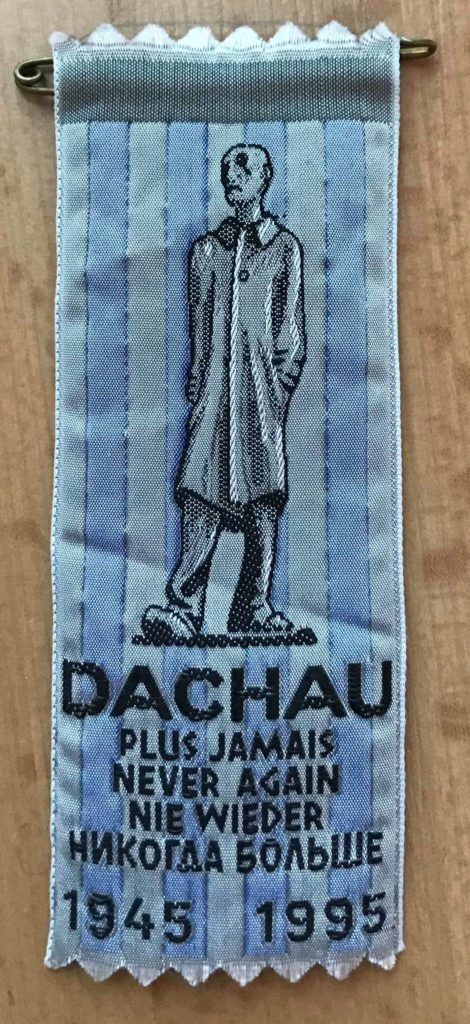 DACHAU
PLUS JAMAIS
NEVER AGAIN
NIE WIEDER
НИКОГДА БОЛЬШЕ
1945 1995